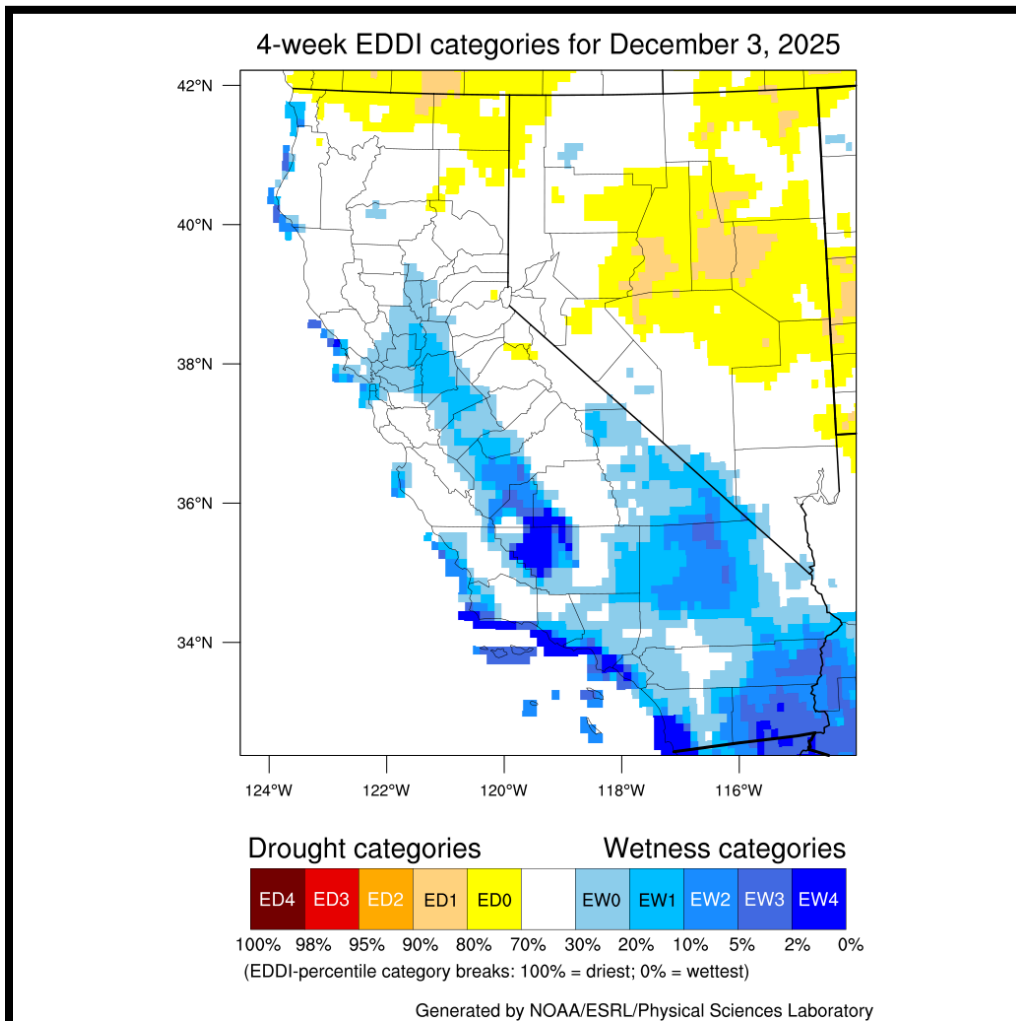 4-week EDDI categories for December 3, 2025
42°N
40°N
38°N
36°N
34°N
124°W 122°W 120°W 118°W 116°W
Drought categories Wetness categories
ED4 ED3 ED2 ED1 ED0 EW0 EW1 EW2 EW3 EW4
100% 98% 95% 90% 80% 70% 30% 20% 10% 5% 2% 0%
(EDDI-percentile category breaks: 100% = driest; 0% = wettest)
Generated by NOAA/ESRL/Physical Sciences Laboratory